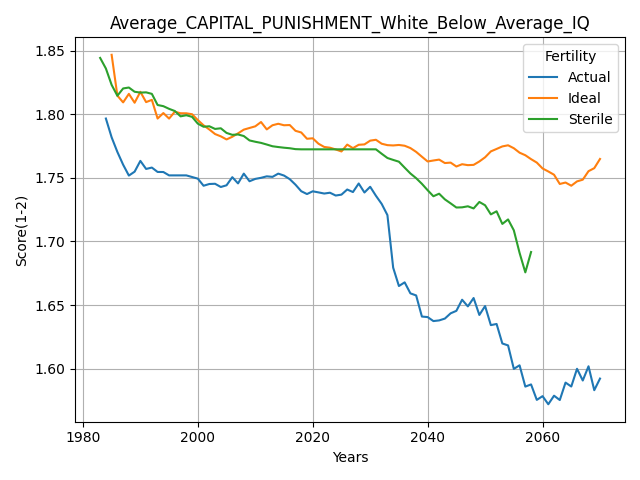 Average_CAPITAL_PUNISHMENT_White_Below_Average_IQ
Fertility
Actual
Ideal
Sterile
Score(1-2)
1.85
1.80
1.75
1.70
1.65
1.60
1980
2000
2020
2040
2060
Years